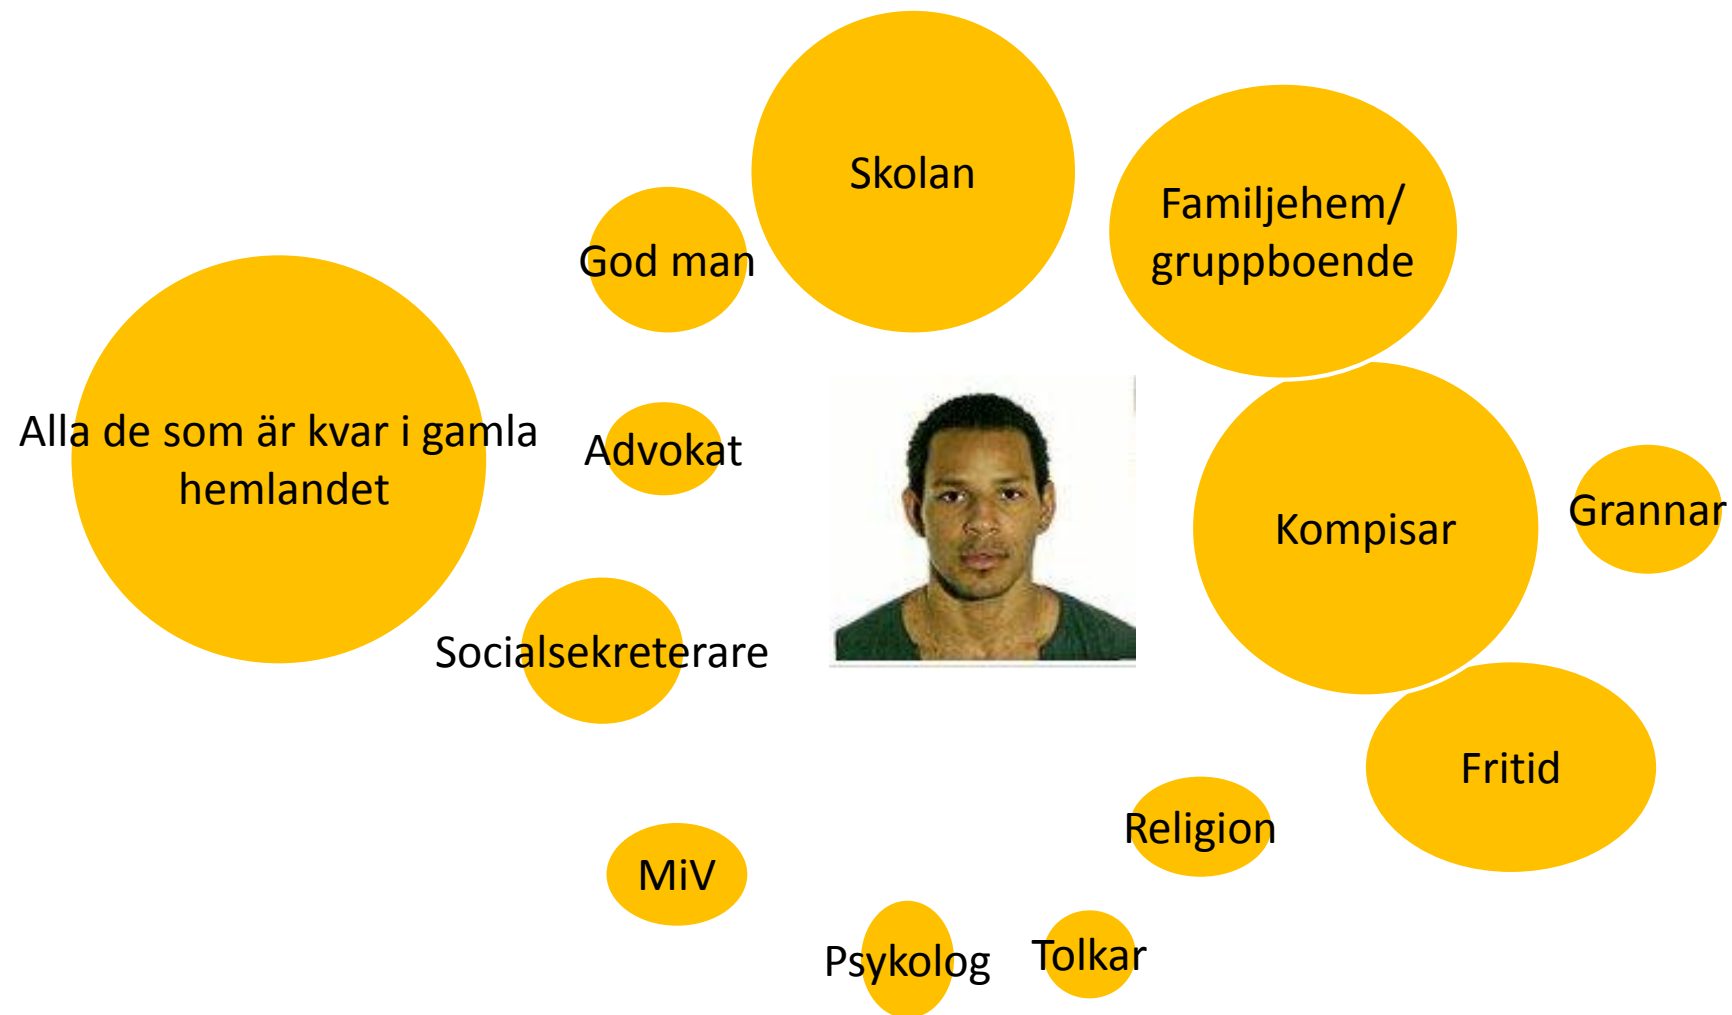 Skolan
Familjehem/
gruppboende
God man
Alla de som är kvar i gamla
hemlandet
Advokat
Kompisar
Grannar
Socialsekreterare
Fritid
Religion
MiV
Psykolog
Tolkar